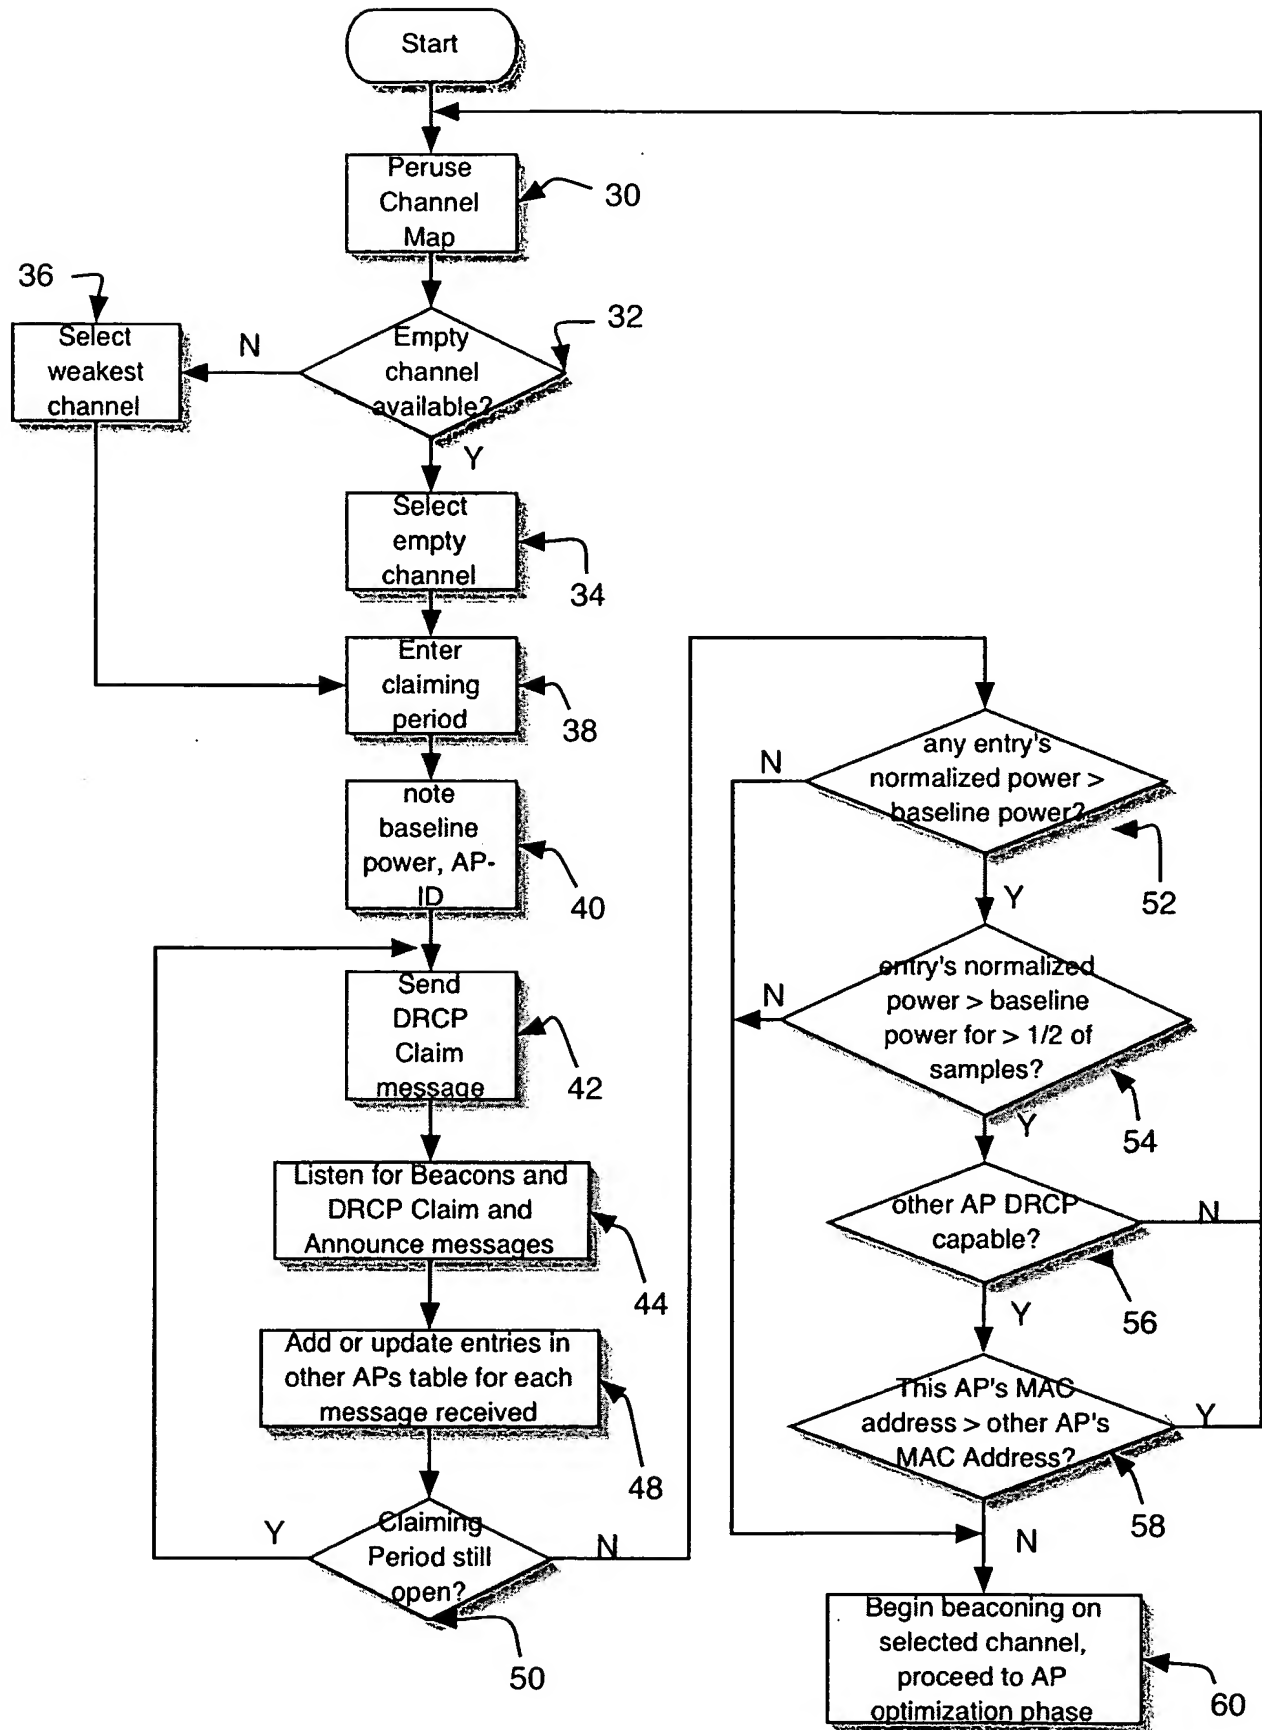 Start
Peruse
Channel
Map
30
36
Select
weakest
channel
N
Empty
channel
available?
32
Y
Select
empty
channel
34
Enter
claiming
period
38
note
baseline
power, AP-
ID
40
Send
DRCP
Claim
message
42
Listen for Beacons and
DRCP Claim and
Announce messages
44
Add or update entries in
other APs table for each
message received
48
Y
Claiming
Period still
open?
N
50
N
any entry's
normalized power >
baseline power?
52
Y
N
entry's normalized
power > baseline
power for > 1/2 of
samples?
54
Y
other AP DRCP
capable?
N
56
Y
This AP's MAC
address > other AP's
MAC Address?
Y
58
N
Begin beaconing on
selected channel,
proceed to AP
optimization phase
60